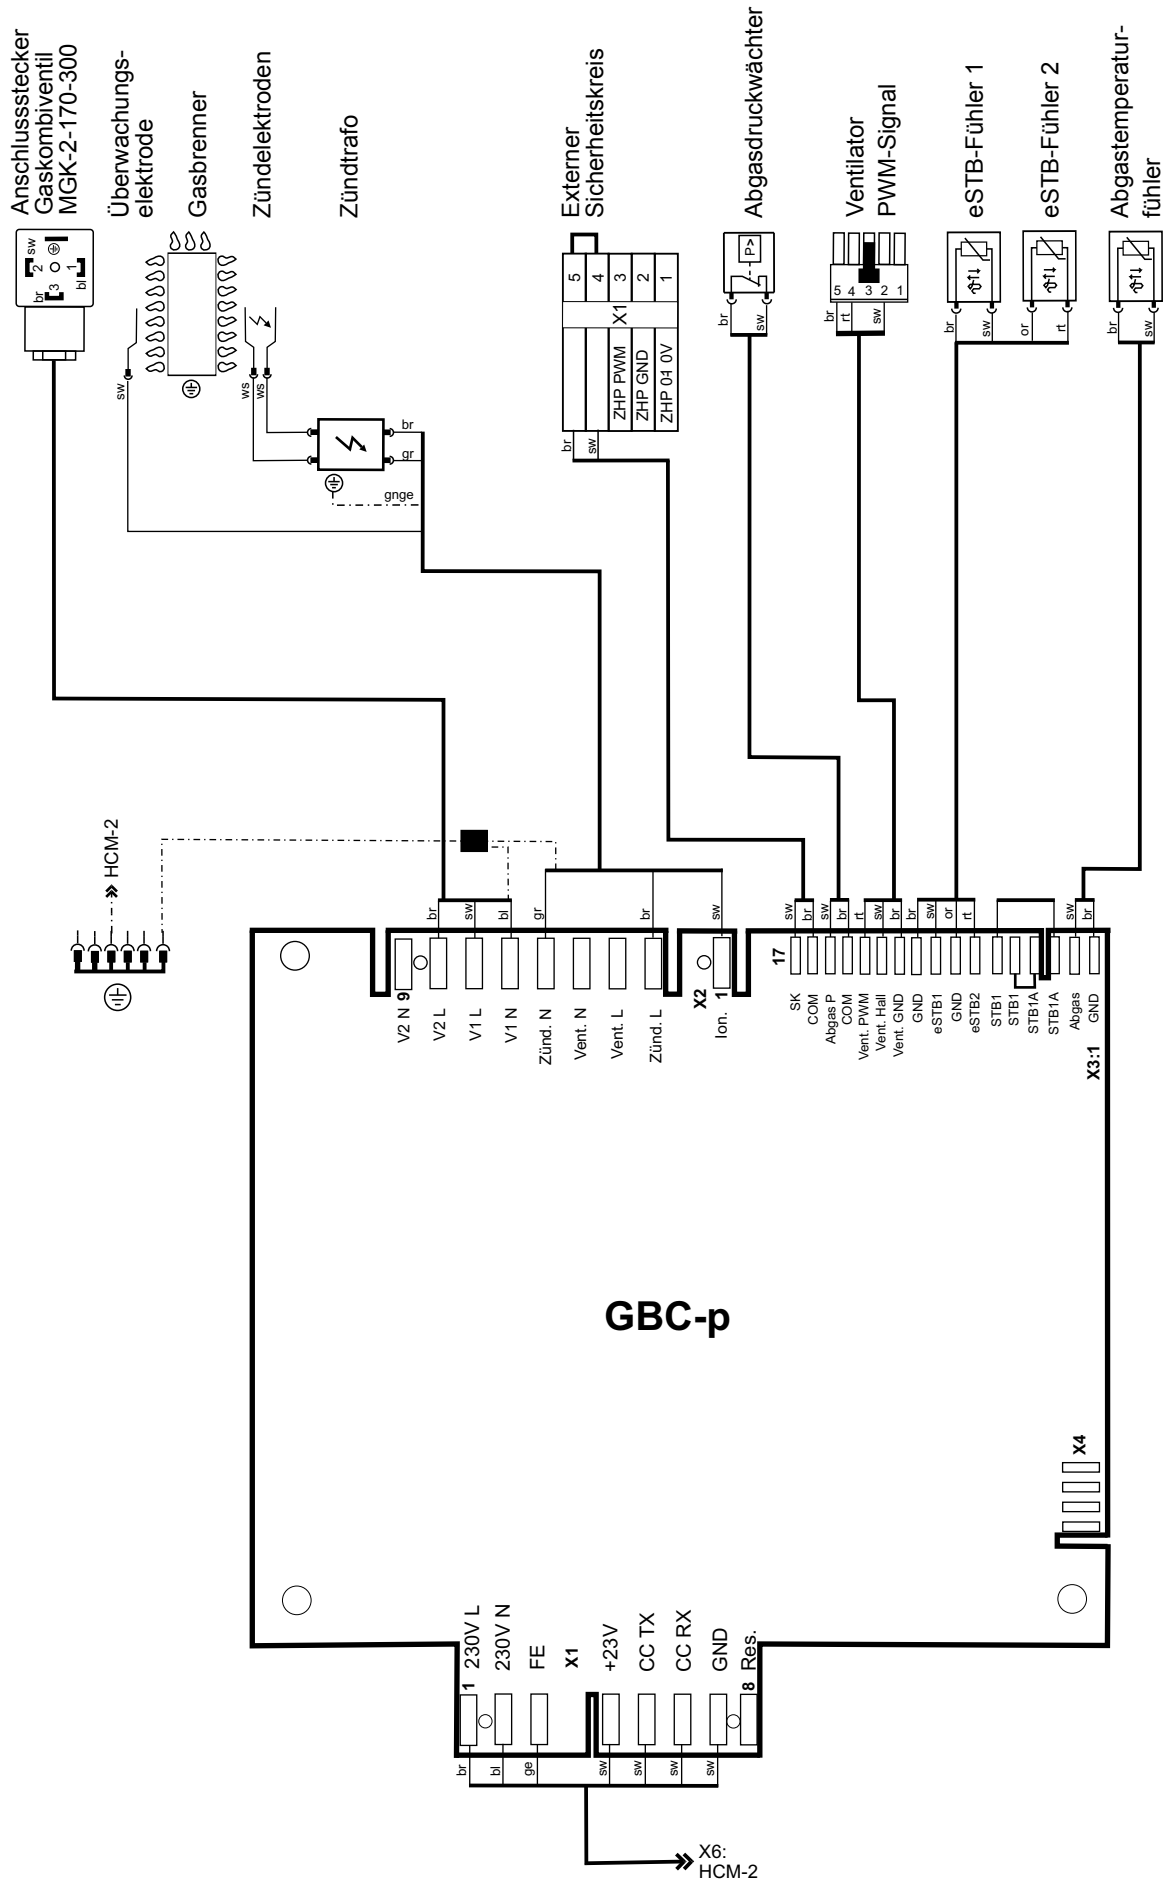 Anschlussstecker
Gaskombiventil
MGK-2-170-300
Überwachungs-
elektrode
Gasbrenner
Zündelektroden
Zündtrafo
Externer
Sicherheitskreis
Abgasdruckwächter
Ventilator
PWM-Signal
eSTB-Fühler 1
eSTB-Fühler 2
Abgastemperatur-
fühler
sw
2
br
3
1
bl
sw
ws
ws
br
gr
gnge
5
4
3
2
1
X1
ZHP PWM
ZHP GND
ZHP 04 0V
br
sw
P>
br
sw
5
4
3
2
1
br
rt
sw
br
sw
or
rt
br
sw
HCM-2
br
sw
bl
gr
br
sw
sw
br
sw
br
rt
sw
br
br
sw
or
rt
sw
br
V2 N 9
V2 L
V1 L
V1 N
Zünd. N
Vent. N
Vent. L
Zünd. L
X2
Ion. 1
17
SK
COM
Abgas P
COM
Vent. PWM
Vent. Hall
Vent. GND
GND
eSTB1
GND
eSTB2
STB1
STB1
STB1A
STB1A
Abgas
GND
X3:1
GBC-p
X4
1 230V L
230V N
FE
X1
+23V
CC TX
CC RX
GND
8 Res.
br
bl
ge
sw
sw
sw
sw
X6:
HCM-2